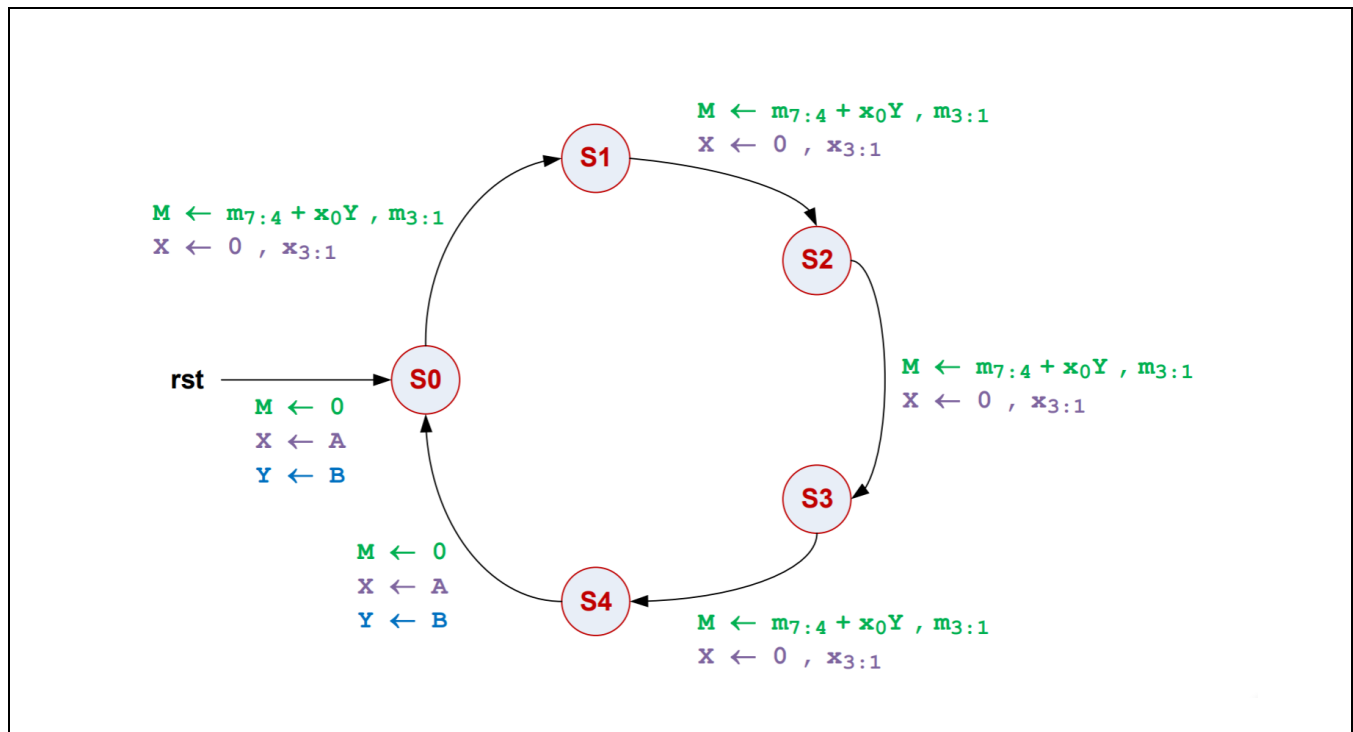 M ← m₇:₄ + x₀Y , m₃:₁
X ← 0 , x₃:₁
S1
M ← m₇:₄ + x₀Y , m₃:₁
X ← 0 , x₃:₁
S2
M ← m₇:₄ + x₀Y , m₃:₁
X ← 0 , x₃:₁
rst
S0
M ← 0
X ← A
Y ← B
S3
M ← 0
X ← A
Y ← B
S4
M ← m₇:₄ + x₀Y , m₃:₁
X ← 0 , x₃:₁